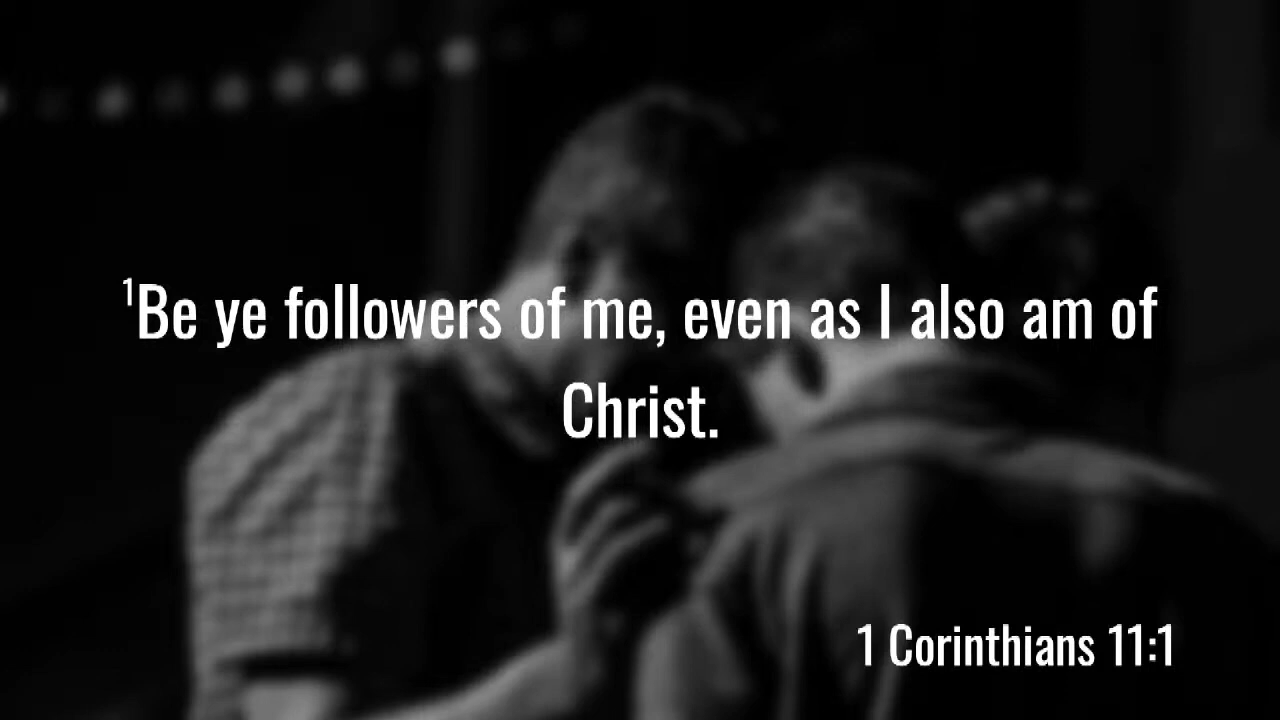 ¹Be ye followers of me, even as I also am of
Christ.
1 Corinthians 11:1